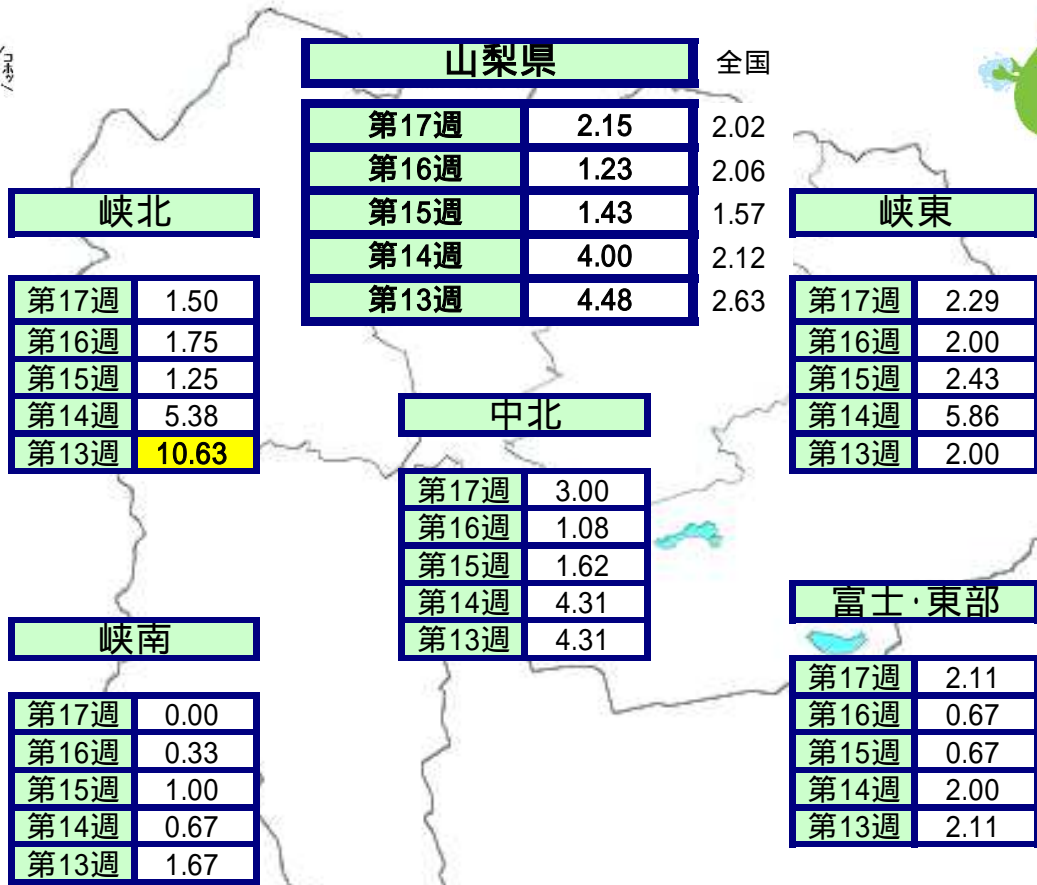 コホッ
山梨県 全国
第17週 2.15 2.02
第16週 1.23 2.06
第15週 1.43 1.57
第14週 4.00 2.12
第13週 4.48 2.63
峡北
第17週 1.50
第16週 1.75
第15週 1.25
第14週 5.38
第13週 10.63
峡東
第17週 2.29
第16週 2.00
第15週 2.43
第14週 5.86
第13週 2.00
中北
第17週 3.00
第16週 1.08
第15週 1.62
第14週 4.31
第13週 4.31
峡南
第17週 0.00
第16週 0.33
第15週 1.00
第14週 0.67
第13週 1.67
富士・東部
第17週 2.11
第16週 0.67
第15週 0.67
第14週 2.00
第13週 2.11